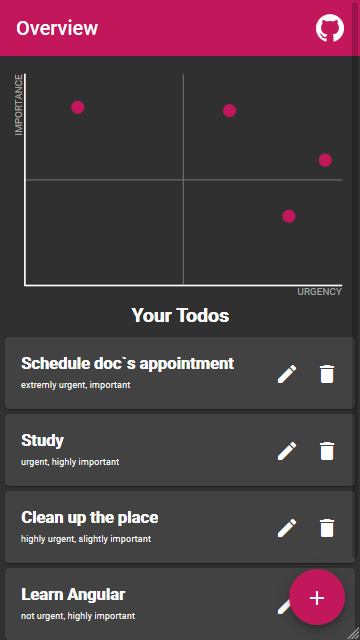 Overview
IMPORTANCE
URGENCY
Your Todos
Schedule doc`s appointment
extremly urgent, important
Study
urgent, highly important
Clean up the place
highly urgent, slightly important
Learn Angular
not urgent, highly important